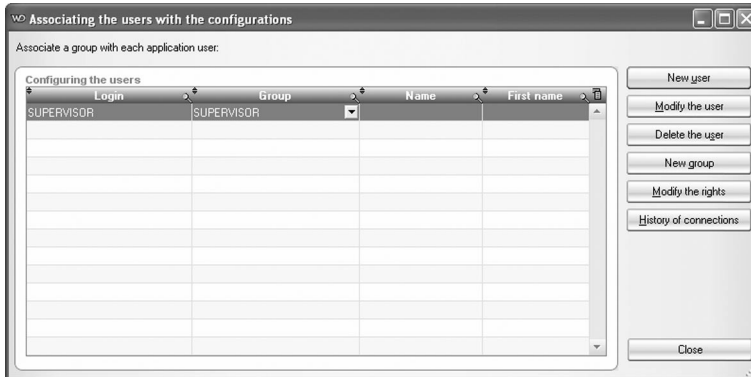 WD Associating the users with the configurations
Associate a group with each application user:
Configuring the users
Login Group Name First name
SUPERVISOR SUPERVISOR
New user
Modify the user
Delete the user
New group
Modify the rights
History of connections
Close